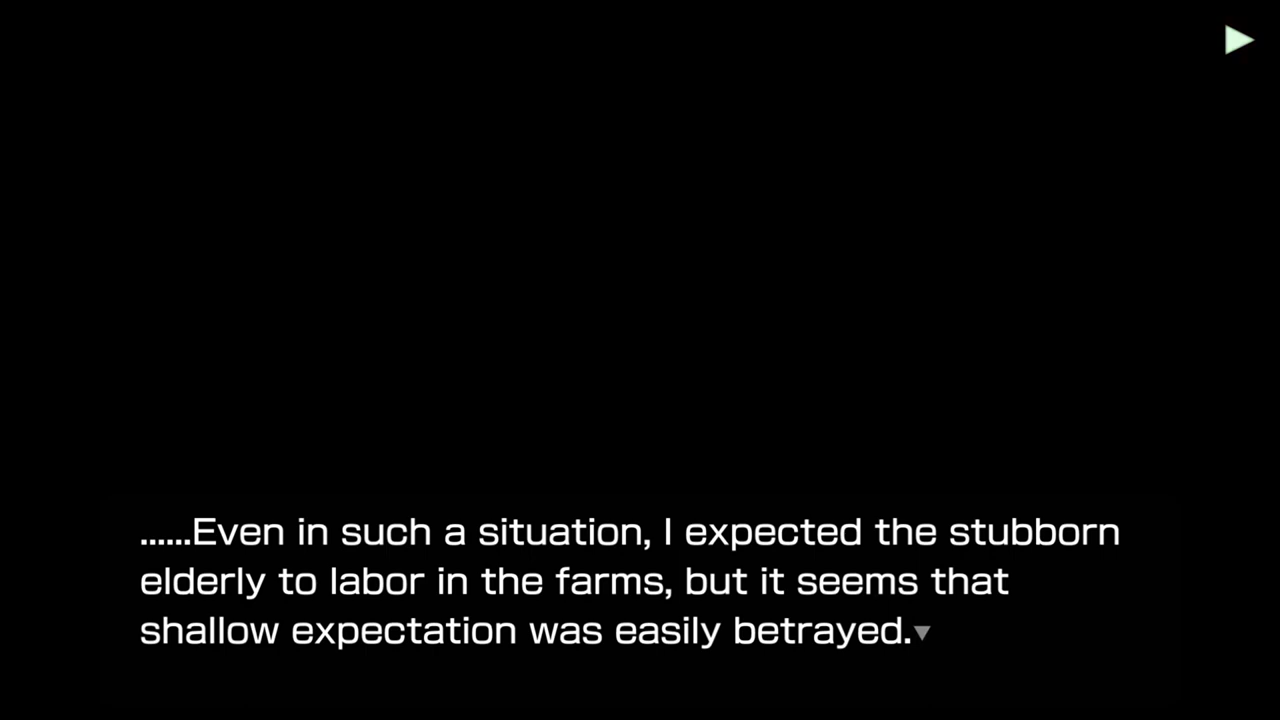 ......Even in such a situation, I expected the stubborn
elderly to labor in the farms, but it seems that
shallow expectation was easily betrayed.